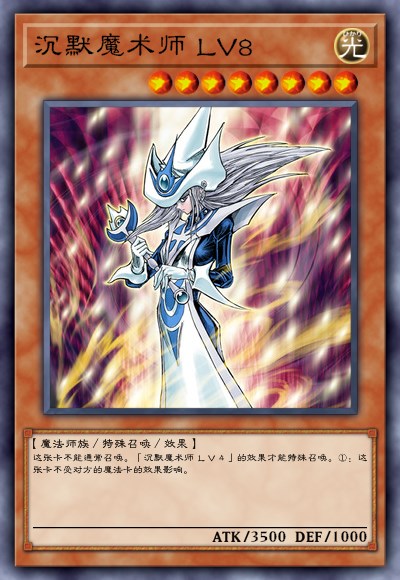 沉默魔术师 LV8
光
【魔法师族/特殊召唤/效果】
这张卡不能通常召唤。「沉默魔术师 LV4」的效果才能特殊召唤。①：这
张卡不受对方的魔法卡的效果影响。
ATK/3500 DEF/1000